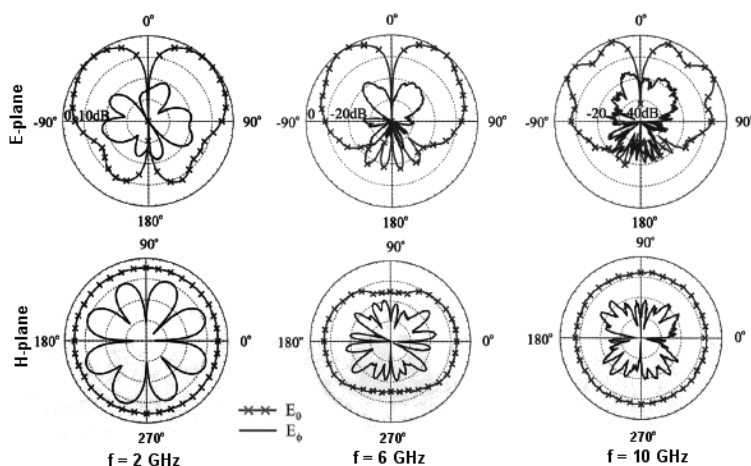 0° 0° 0°
E-plane
-90° 0 -10dB 90° -90° 0 -20dB 90° -90° -20 -40dB 90°
180° 180° 180°
90° 90° 90°
H-plane
180° 0° 180° 0° 180° 0°
E₀
Eϕ
270° 270° 270°
f = 2 GHz f = 6 GHz f = 10 GHz